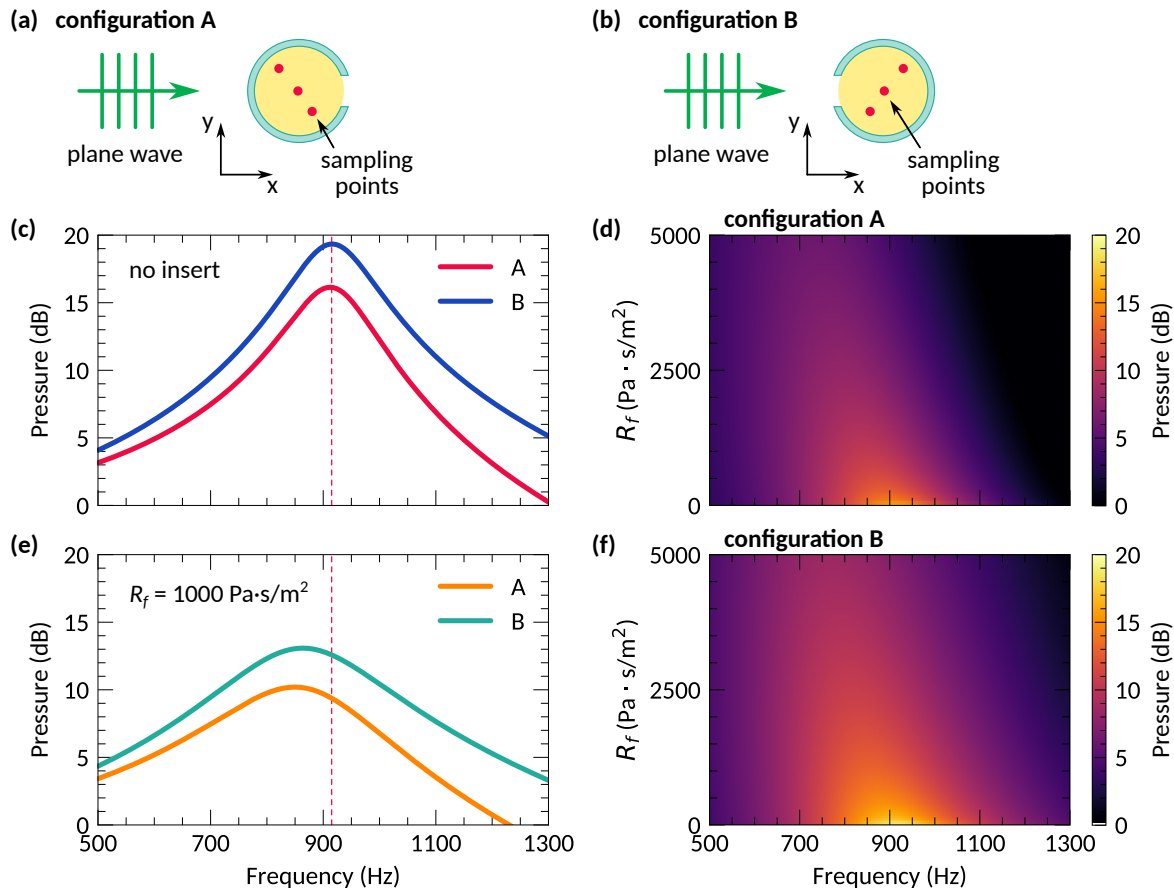 (a) configuration A
plane wave
y
x
sampling
points
(b) configuration B
plane wave
y
x
sampling
points
(c)
20
15
10
5
0
Pressure (dB)
no insert
A
B
(d)
configuration A
5000
2500
0
R_f (Pa · s/m²)
20
15
10
5
0
Pressure (dB)
(e)
20
15
10
5
0
Pressure (dB)
R_f = 1000 Pa·s/m²
A
B
500 700 900 1100 1300
Frequency (Hz)
(f)
configuration B
5000
2500
0
R_f (Pa · s/m²)
500 700 900 1100 1300
Frequency (Hz)
20
15
10
5
0
Pressure (dB)